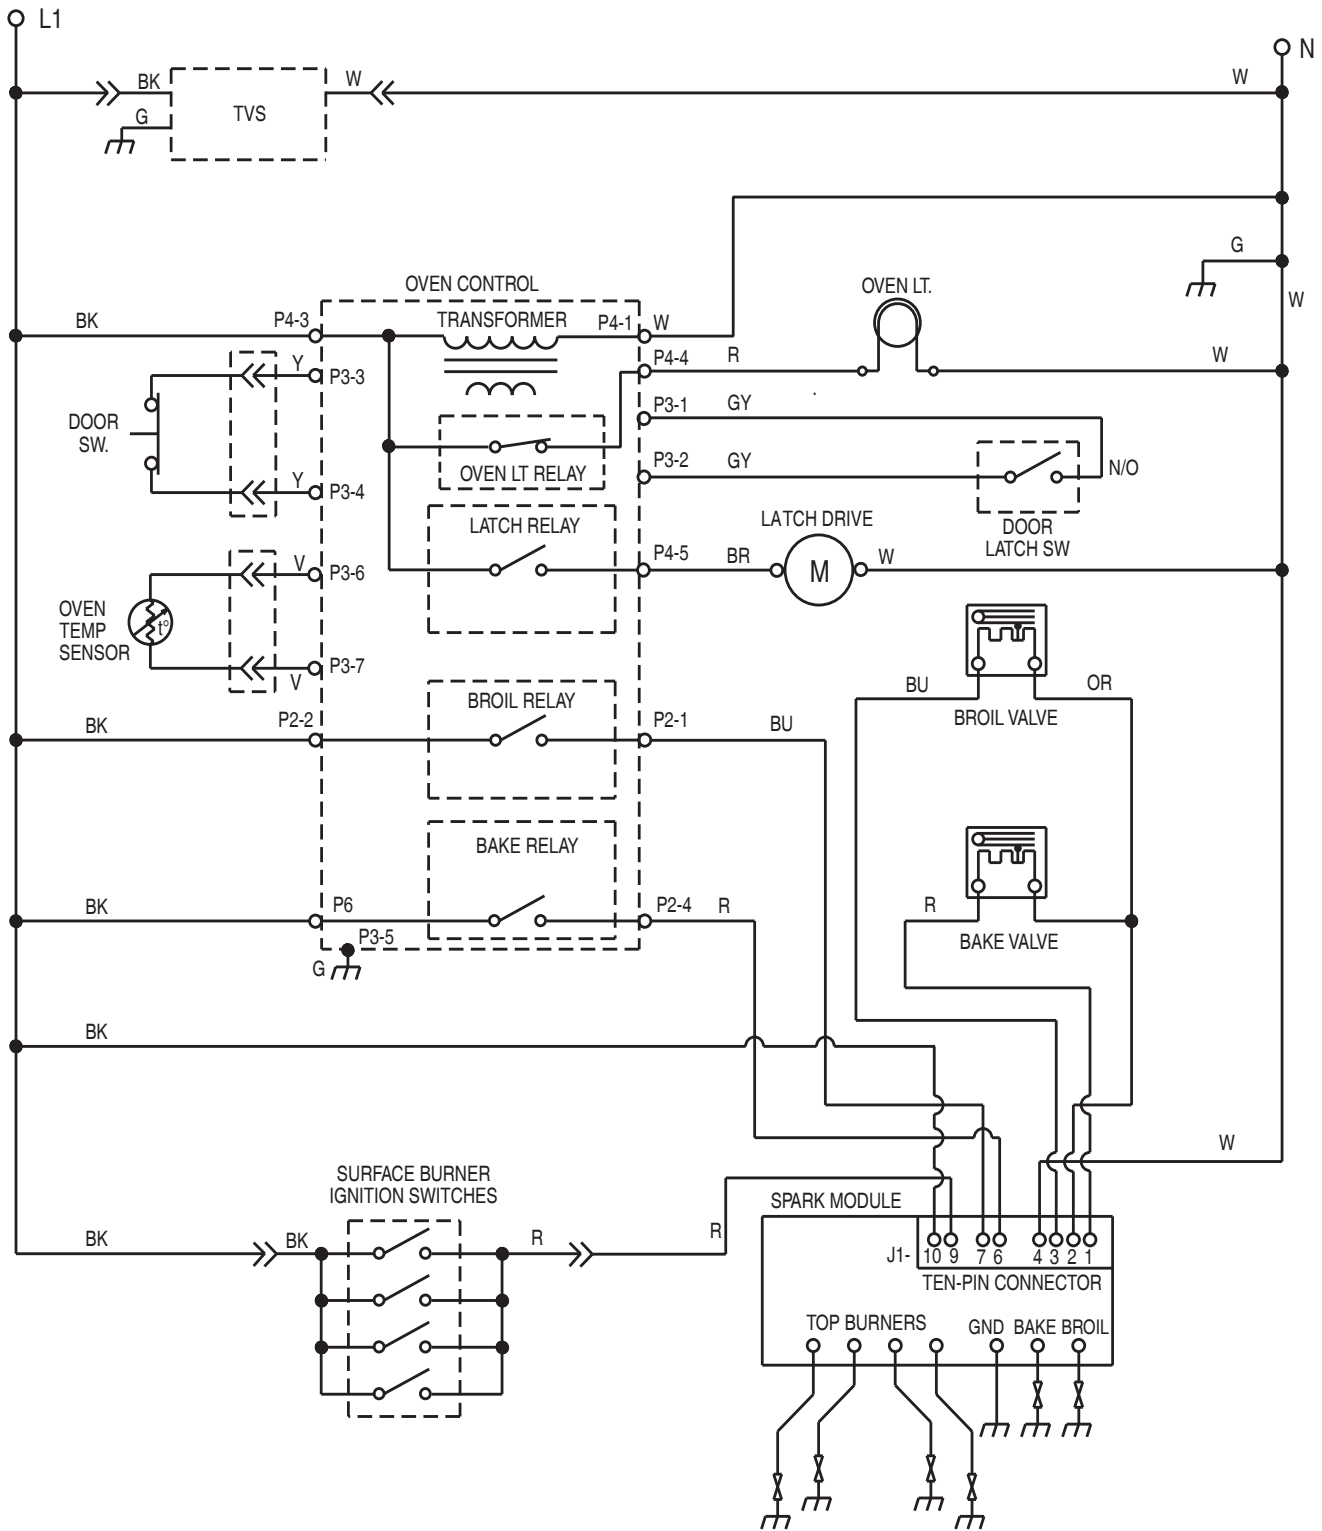 L1
N
BK
W
W
G
TVS
G
OVEN CONTROL
OVEN LT.
W
BK
P4-3
TRANSFORMER
P4-1
W
P4-4
R
W
Y
P3-3
P3-1
GY
DOOR
SW.
P3-2
GY
N/O
OVEN LT RELAY
Y
P3-4
LATCH RELAY
LATCH DRIVE
DOOR
LATCH SW
P4-5
BR
M
W
V
P3-6
OVEN
TEMP
SENSOR
t°
P3-7
V
BROIL RELAY
BU
OR
BROIL VALVE
BK
P2-2
P2-1
BU
BAKE RELAY
BK
P6
P2-4
R
R
BAKE VALVE
P3-5
G
BK
W
SURFACE BURNER
IGNITION SWITCHES
SPARK MODULE
BK
BK
R
R
J1-
10 9 7 6 4 3 2 1
TEN-PIN CONNECTOR
TOP BURNERS
GND BAKE BROIL